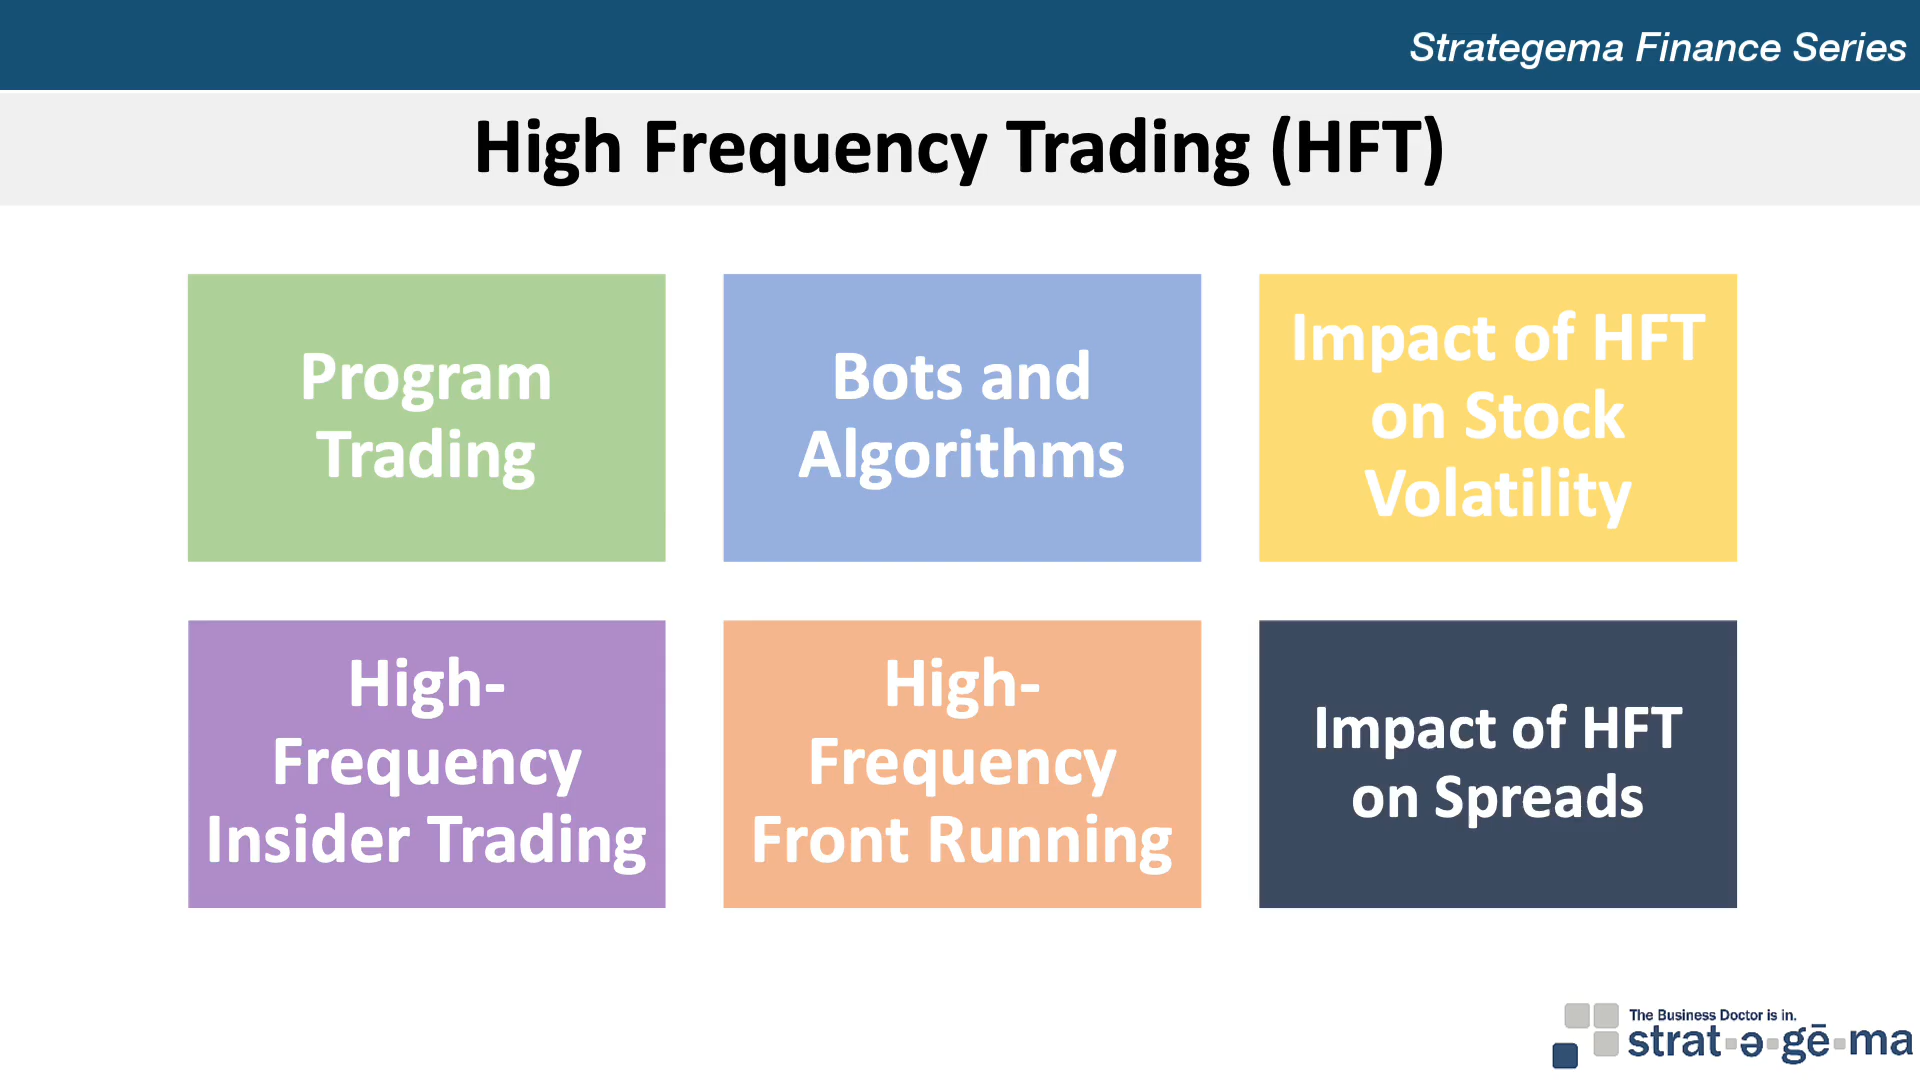 Strategema Finance Series
High Frequency Trading (HFT)
Program
Trading
Bots and
Algorithms
Impact of HFT
on Stock
Volatility
High-
Frequency
Insider Trading
High-
Frequency
Front Running
Impact of HFT
on Spreads
The Business Doctor is in.
strat▪ə▪gē▪ma